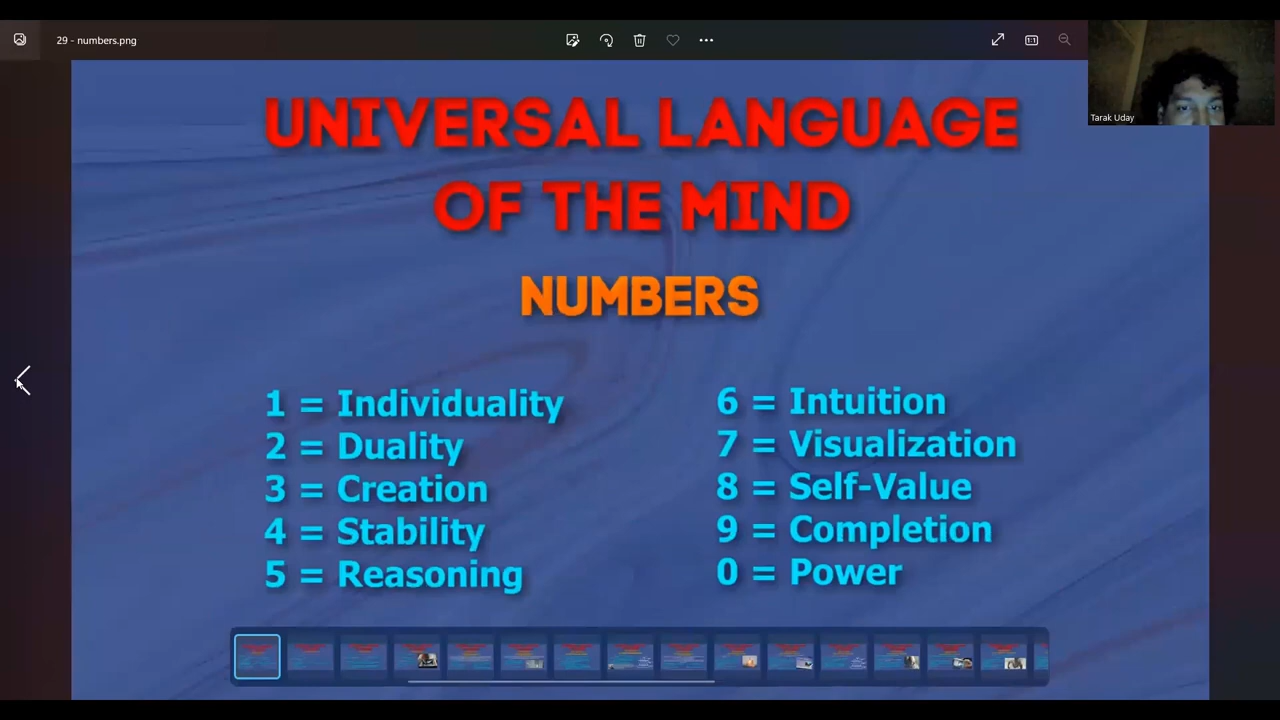 29 - numbers.png
Tarak Uday
UNIVERSAL LANGUAGE
OF THE MIND
NUMBERS
1 = Individuality
2 = Duality
3 = Creation
4 = Stability
5 = Reasoning
6 = Intuition
7 = Visualization
8 = Self-Value
9 = Completion
0 = Power